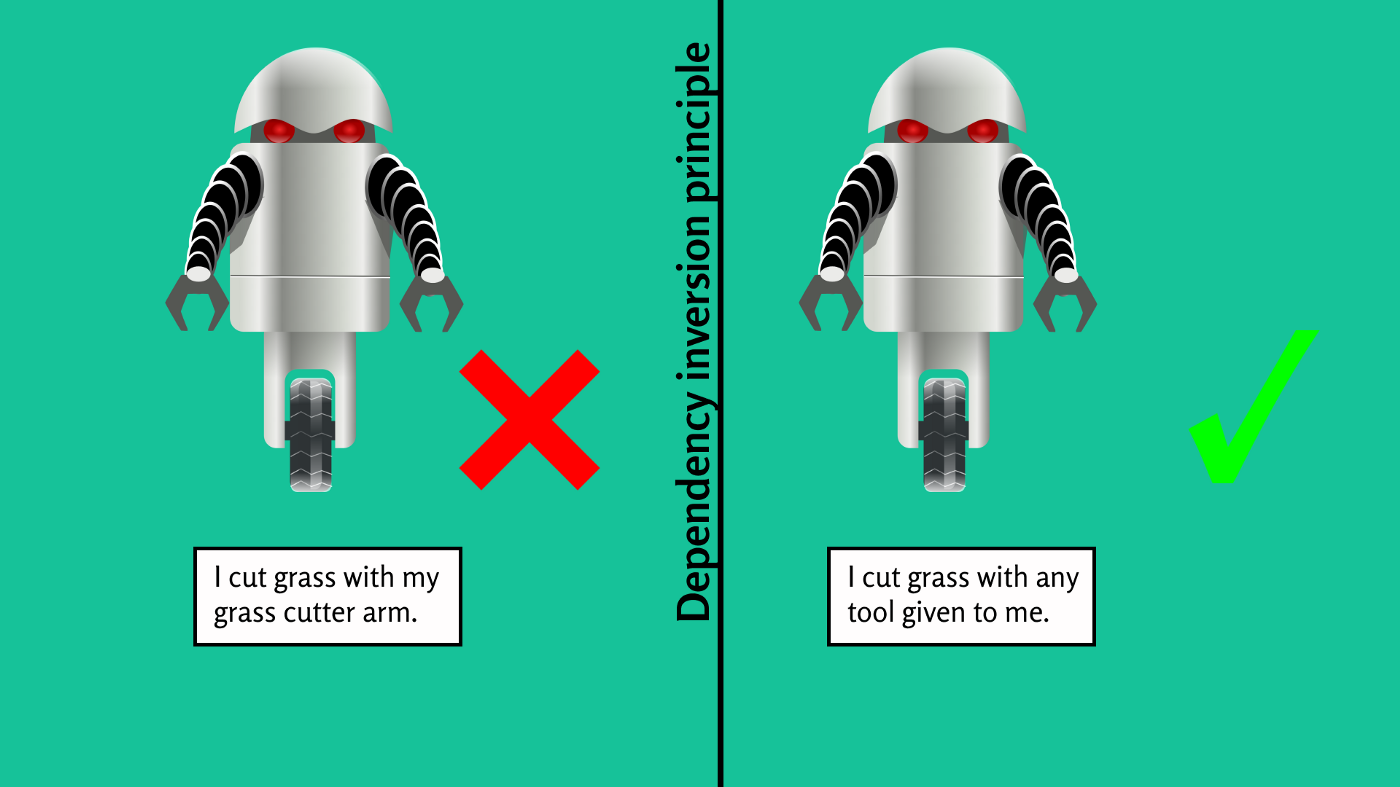 Dependency inversion principle
I cut grass with my
grass cutter arm.
I cut grass with any
tool given to me.